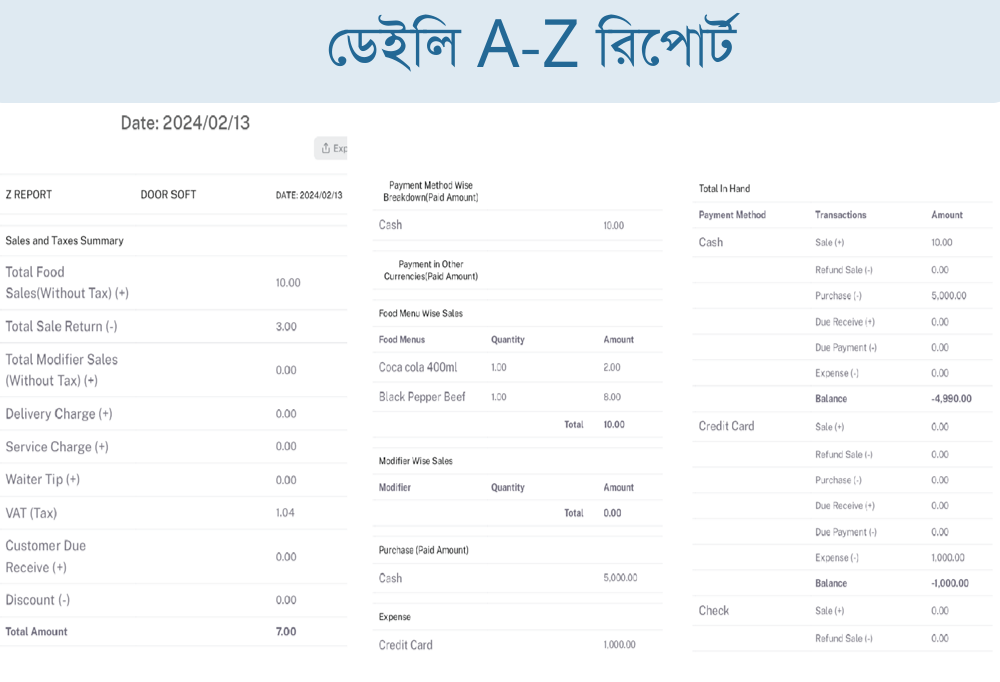 ডেইলি A-Z রিপোর্ট
Date: 2024/02/13
Exp
Z REPORT DOOR SOFT DATE: 2024/02/13
Sales and Taxes Summary
Total Food
Sales(Without Tax) (+) 10.00
Total Sale Return (-) 3.00
Total Modifier Sales
(Without Tax) (+) 0.00
Delivery Charge (+) 0.00
Service Charge (+) 0.00
Waiter Tip (+) 0.00
VAT (Tax) 1.04
Customer Due
Receive (+) 0.00
Discount (-) 0.00
Total Amount 7.00
Payment Method Wise
Breakdown(Paid Amount)
Cash 10.00
Payment in Other
Currencies(Paid Amount)
Food Menu Wise Sales
Food Menus Quantity Amount
Coca cola 400ml 1.00 2.00
Black Pepper Beef 1.00 8.00
Total 10.00
Modifier Wise Sales
Modifier Quantity Amount
Total 0.00
Purchase (Paid Amount)
Cash 5,000.00
Expense
Credit Card 1,000.00
Total In Hand
Payment Method Transactions Amount
Cash Sale (+) 10.00
Refund Sale (-) 0.00
Purchase (-) 5,000.00
Due Receive (+) 0.00
Due Payment (-) 0.00
Expense (-) 0.00
Balance -4,990.00
Credit Card Sale (+) 0.00
Refund Sale (-) 0.00
Purchase (-) 0.00
Due Receive (+) 0.00
Due Payment (-) 0.00
Expense (-) 1,000.00
Balance -1,000.00
Check Sale (+) 0.00
Refund Sale (-) 0.00